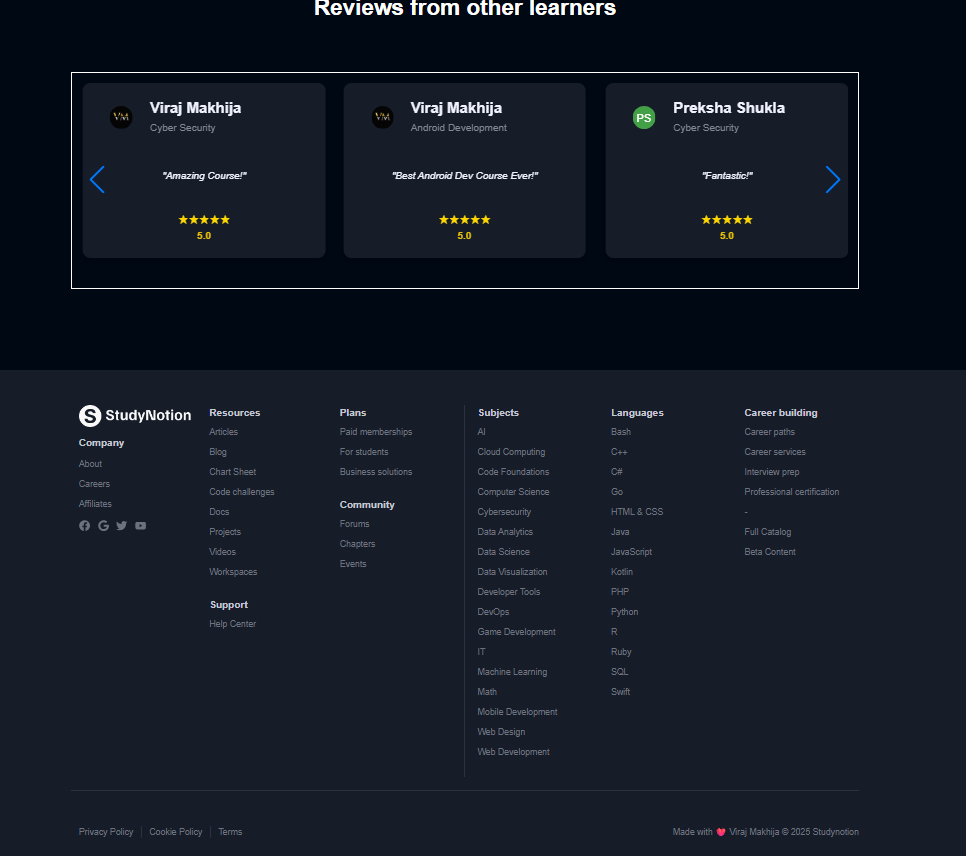 Reviews from other learners
VM
Viraj Makhija
Cyber Security
"Amazing Course!"
★★★★★
5.0
VM
Viraj Makhija
Android Development
"Best Android Dev Course Ever!"
★★★★★
5.0
PS
Preksha Shukla
Cyber Security
"Fantastic!"
★★★★★
5.0
S StudyNotion
Company
About
Careers
Affiliates
Resources
Articles
Blog
Chart Sheet
Code challenges
Docs
Projects
Videos
Workspaces
Support
Help Center
Plans
Paid memberships
For students
Business solutions
Community
Forums
Chapters
Events
Subjects
AI
Cloud Computing
Code Foundations
Computer Science
Cybersecurity
Data Analytics
Data Science
Data Visualization
Developer Tools
DevOps
Game Development
IT
Machine Learning
Math
Mobile Development
Web Design
Web Development
Languages
Bash
C++
C#
Go
HTML & CSS
Java
JavaScript
Kotlin
PHP
Python
R
Ruby
SQL
Swift
Career building
Career paths
Career services
Interview prep
Professional certification
-
Full Catalog
Beta Content
Privacy Policy | Cookie Policy | Terms
Made with ❤️ Viraj Makhija © 2025 Studynotion